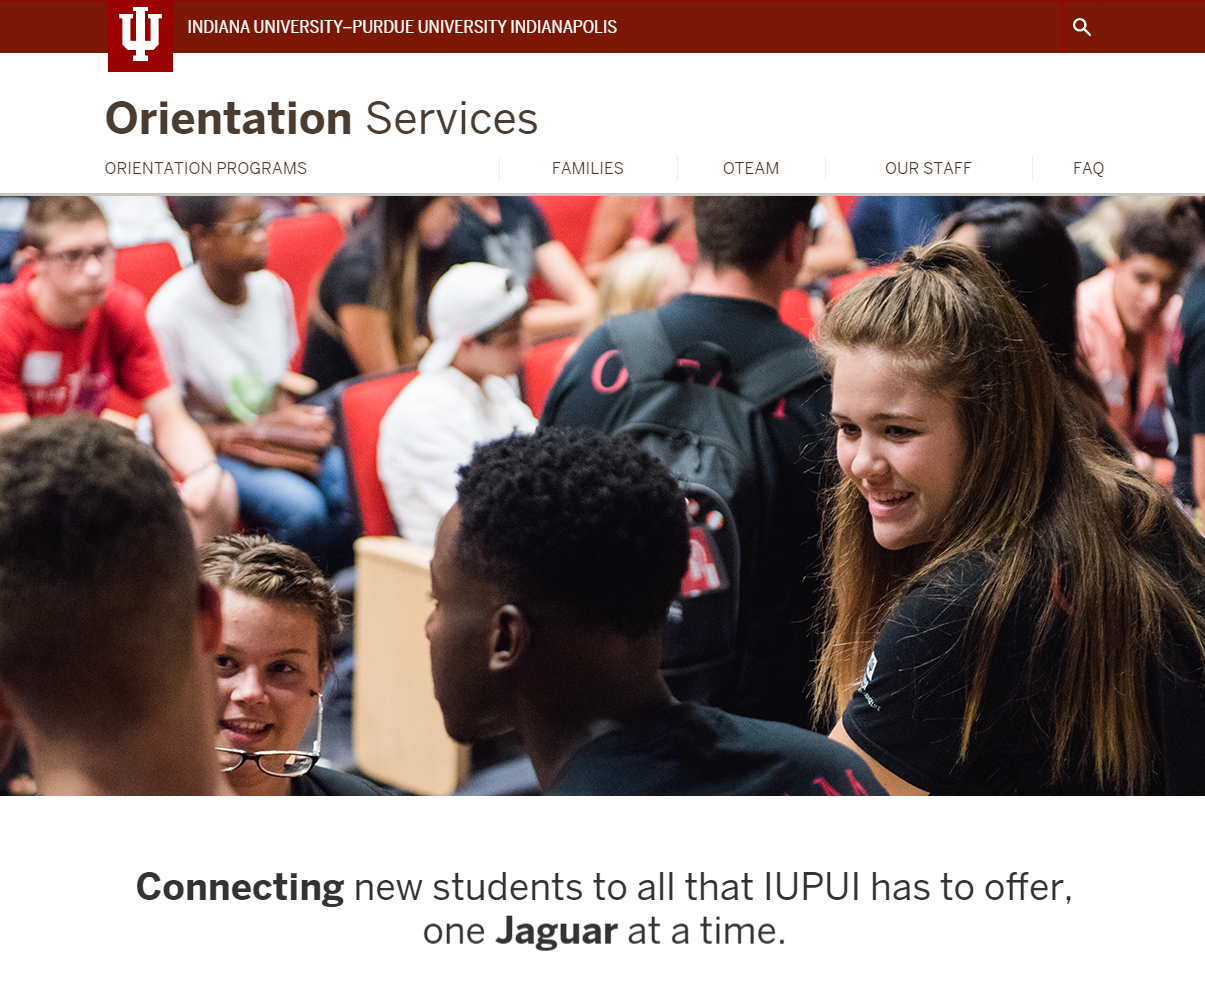 INDIANA UNIVERSITY–PURDUE UNIVERSITY INDIANAPOLIS
Orientation Services
ORIENTATION PROGRAMS FAMILIES OTEAM OUR STAFF FAQ
Connecting new students to all that IUPUI has to offer,
one Jaguar at a time.